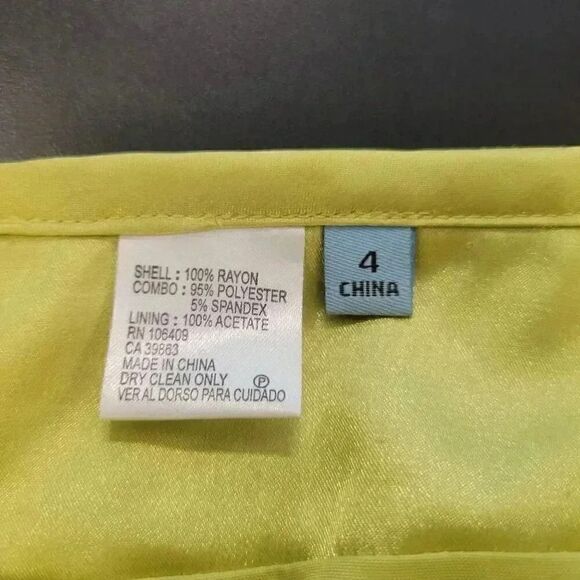 SHELL : 100% RAYON
COMBO : 95% POLYESTER
5% SPANDEX
LINING : 100% ACETATE
RN 106409
CA 39863
MADE IN CHINA
DRY CLEAN ONLY Ⓟ
VER AL DORSO PARA CUIDADO
4
CHINA